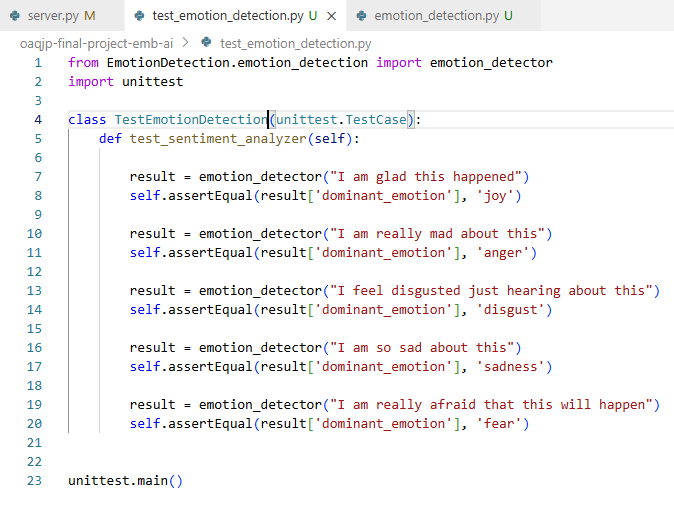 server.py M test_emotion_detection.py U × emotion_detection.py U
oaqjp-final-project-emb-ai > test_emotion_detection.py
1 from EmotionDetection.emotion_detection import emotion_detector
2 import unittest
3
4 class TestEmotionDetection(unittest.TestCase):
5     def test_sentiment_analyzer(self):
6
7         result = emotion_detector("I am glad this happened")
8         self.assertEqual(result['dominant_emotion'], 'joy')
9
10         result = emotion_detector("I am really mad about this")
11         self.assertEqual(result['dominant_emotion'], 'anger')
12
13         result = emotion_detector("I feel disgusted just hearing about this")
14         self.assertEqual(result['dominant_emotion'], 'disgust')
15
16         result = emotion_detector("I am so sad about this")
17         self.assertEqual(result['dominant_emotion'], 'sadness')
18
19         result = emotion_detector("I am really afraid that this will happen")
20         self.assertEqual(result['dominant_emotion'], 'fear')
21
22
23 unittest.main()